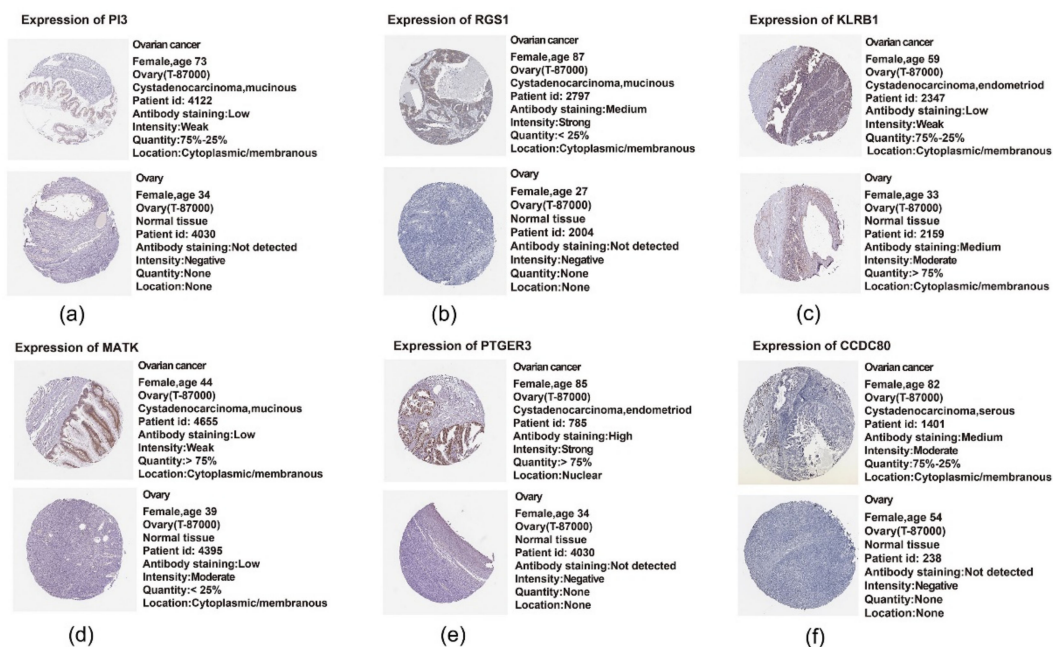 Expression of PI3
Ovarian cancer
Female,age 73
Ovary(T-87000)
Cystadenocarcinoma,mucinous
Patient id: 4122
Antibody staining:Low
Intensity:Weak
Quantity:75%-25%
Location:Cytoplasmic/membranous
Ovary
Female,age 34
Ovary(T-87000)
Normal tissue
Patient id: 4030
Antibody staining:Not detected
Intensity:Negative
Quantity:None
Location:None
(a)
Expression of RGS1
Ovarian cancer
Female,age 87
Ovary(T-87000)
Cystadenocarcinoma,mucinous
Patient id: 2797
Antibody staining:Medium
Intensity:Strong
Quantity:< 25%
Location:Cytoplasmic/membranous
Ovary
Female,age 27
Ovary(T-87000)
Normal tissue
Patient id: 2004
Antibody staining:Not detected
Intensity:Negative
Quantity:None
Location:None
(b)
Expression of KLRB1
Ovarian cancer
Female,age 59
Ovary(T-87000)
Cystadenocarcinoma,endometriod
Patient id: 2347
Antibody staining:Low
Intensity:Weak
Quantity:75%-25%
Location:Cytoplasmic/membranous
Ovary
Female,age 33
Ovary(T-87000)
Normal tissue
Patient id: 2159
Antibody staining:Medium
Intensity:Moderate
Quantity:> 75%
Location:Cytoplasmic/membranous
(c)
Expression of MATK
Ovarian cancer
Female,age 44
Ovary(T-87000)
Cystadenocarcinoma,mucinous
Patient id: 4655
Antibody staining:Low
Intensity:Weak
Quantity:> 75%
Location:Cytoplasmic/membranous
Ovary
Female,age 39
Ovary(T-87000)
Normal tissue
Patient id: 4395
Antibody staining:Low
Intensity:Moderate
Quantity:< 25%
Location:Cytoplasmic/membranous
(d)
Expression of PTGER3
Ovarian cancer
Female,age 85
Ovary(T-87000)
Cystadenocarcinoma,endometriod
Patient id: 785
Antibody staining:High
Intensity:Strong
Quantity:> 75%
Location:Nuclear
Ovary
Female,age 34
Ovary(T-87000)
Normal tissue
Patient id: 4030
Antibody staining:Not detected
Intensity:Negative
Quantity:None
Location:None
(e)
Expression of CCDC80
Ovarian cancer
Female,age 82
Ovary(T-87000)
Cystadenocarcinoma,serous
Patient id: 1401
Antibody staining:Medium
Intensity:Moderate
Quantity:75%-25%
Location:Cytoplasmic/membranous
Ovary
Female,age 54
Ovary(T-87000)
Normal tissue
Patient id: 238
Antibody staining:Not detected
Intensity:Negative
Quantity:None
Location:None
(f)